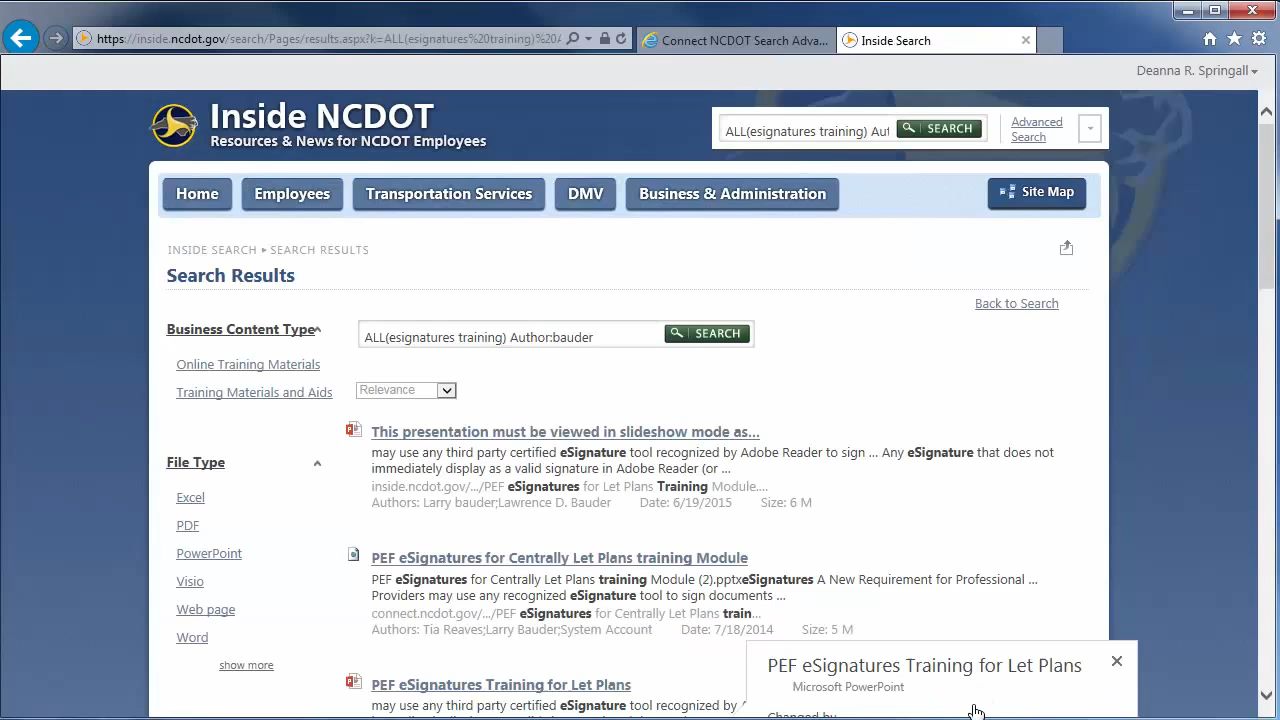 https://inside.ncdot.gov/search/Pages/results.aspx?k=ALL(esignatures%20training)%20
Connect NCDOT Search Adva...
Inside Search
Deanna R. Springall
Inside NCDOT
Resources & News for NCDOT Employees
ALL(esignatures training) Aut
SEARCH
Advanced
Search
Home
Employees
Transportation Services
DMV
Business & Administration
Site Map
INSIDE SEARCH ▸ SEARCH RESULTS
Search Results
Back to Search
Business Content Type
ALL(esignatures training) Author:bauder
SEARCH
Online Training Materials
Training Materials and Aids
Relevance
This presentation must be viewed in slideshow mode as...
may use any third party certified eSignature tool recognized by Adobe Reader to sign ... Any eSignature that does not
immediately display as a valid signature in Adobe Reader (or ...
inside.ncdot.gov/.../PEF eSignatures for Let Plans Training Module....
Authors: Larry bauder;Lawrence D. Bauder Date: 6/19/2015 Size: 6 M
File Type
Excel
PDF
PowerPoint
Visio
Web page
Word
show more
PEF eSignatures for Centrally Let Plans training Module
PEF eSignatures for Centrally Let Plans training Module (2).pptxeSignatures A New Requirement for Professional ...
Providers may use any recognized eSignature tool to sign documents ...
connect.ncdot.gov/.../PEF eSignatures for Centrally Let Plans train...
Authors: Tia Reaves;Larry Bauder;System Account Date: 7/18/2014 Size: 5 M
PEF eSignatures Training for Let Plans
may use any third party certified eSignature tool recognized by
PEF eSignatures Training for Let Plans
Microsoft PowerPoint
Changed by